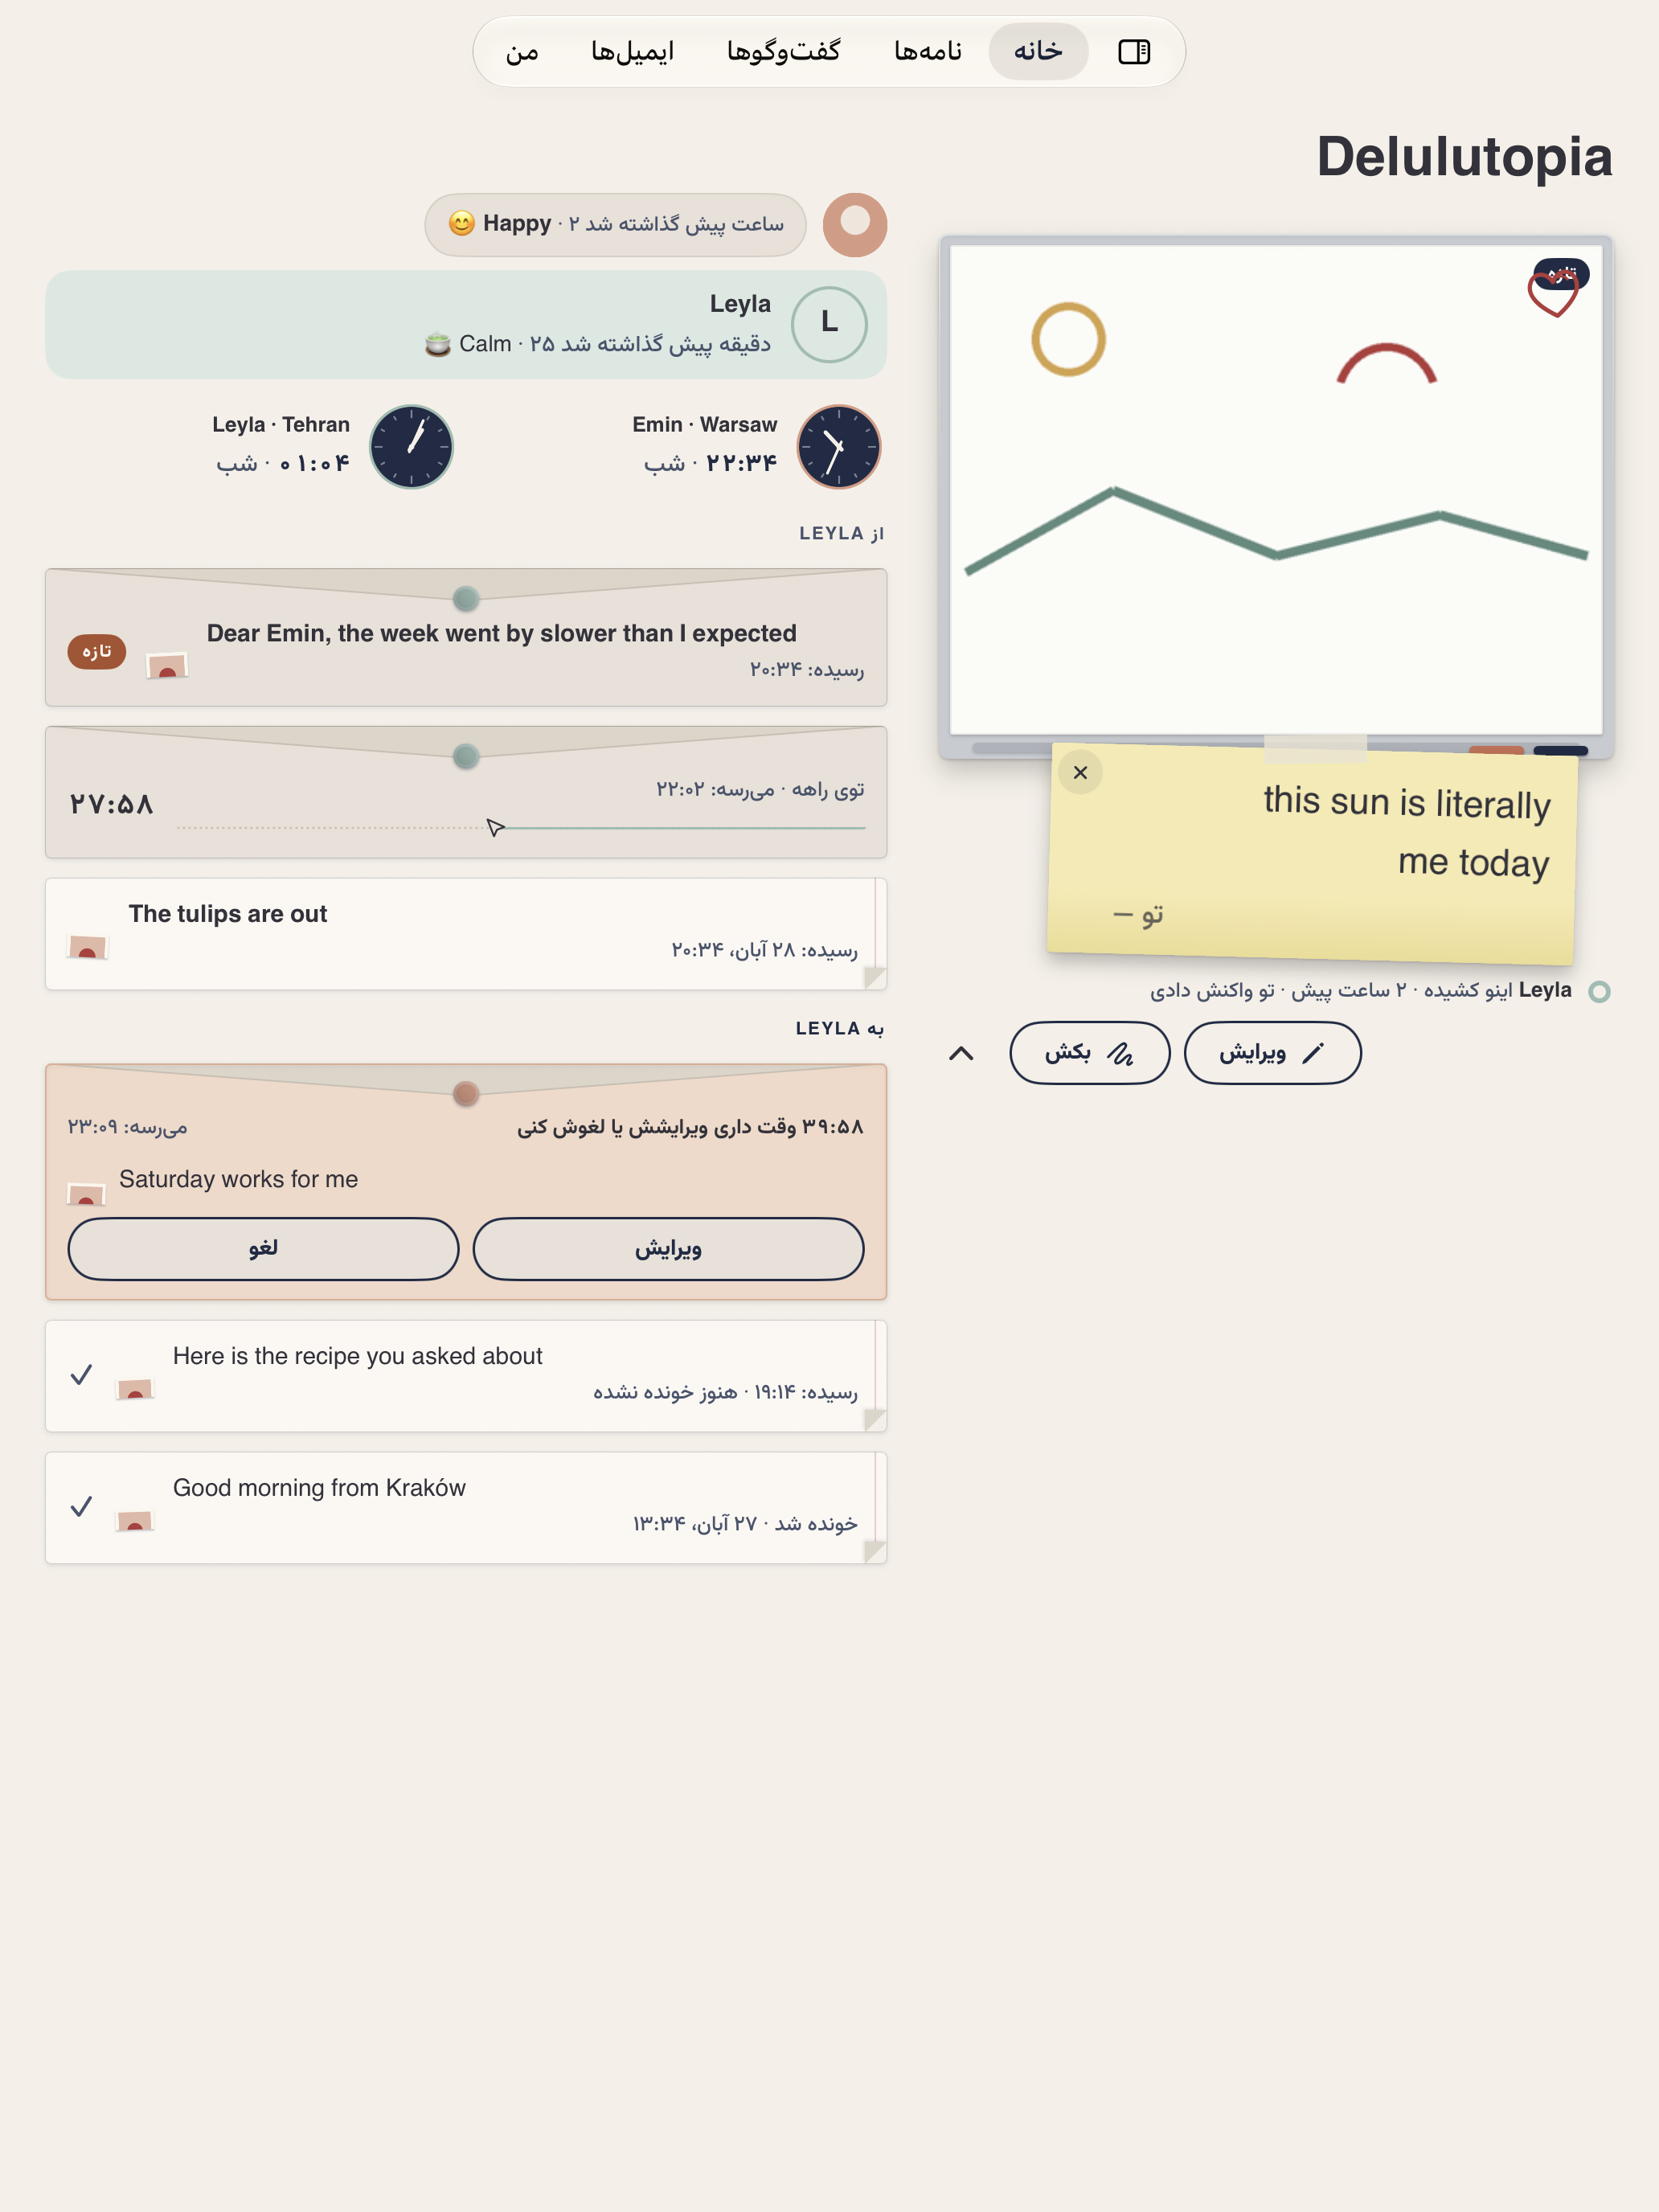 خانه
نامه‌ها
گفت‌وگوها
ایمیل‌ها
من
Delulutopia
تازه
this sun is literally
me today
– تو
Leyla اینو کشیده · ۲ ساعت پیش · تو واکنش دادی
ویرایش
بکش
😊 Happy · ۲ ساعت پیش گذاشته شد
L
Leyla
🍵 Calm · ۲۵ دقیقه پیش گذاشته شد
Emin · Warsaw
۲۲:۳۴ · شب
Leyla · Tehran
۰۱:۰۴ · شب
از LEYLA
Dear Emin, the week went by slower than I expected
رسیده: ۲۰:۳۴
تازه
توی راهه · می‌رسه: ۲۲:۰۲
۲۷:۵۸
The tulips are out
رسیده: ۲۸ آبان، ۲۰:۳۴
به LEYLA
۳۹:۵۸ وقت داری ویرایشش یا لغوش کنی
می‌رسه: ۲۳:۰۹
Saturday works for me
ویرایش
لغو
Here is the recipe you asked about
رسیده: ۱۹:۱۴ · هنوز خونده نشده
Good morning from Kraków
خونده شد · ۲۷ آبان، ۱۳:۳۴